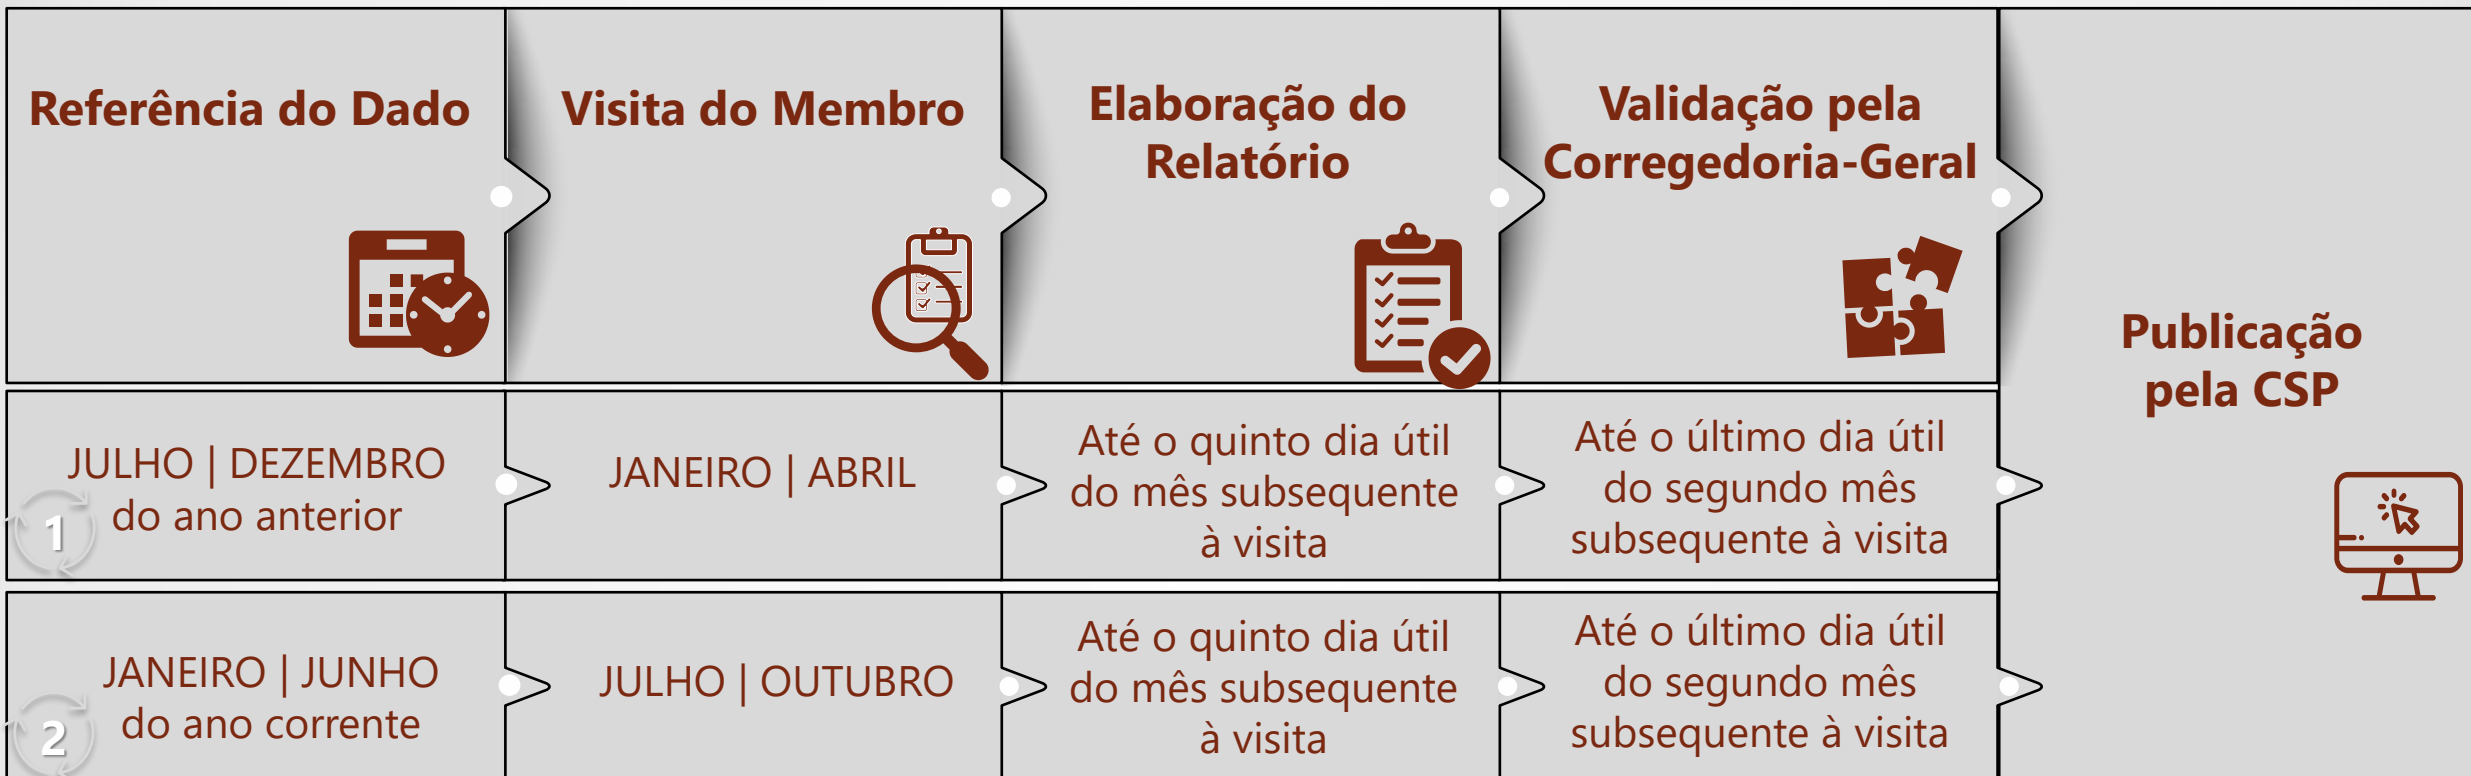 Referência do Dado
Visita do Membro
Elaboração do
Relatório
Validação pela
Corregedoria-Geral
Publicação
pela CSP
1
JULHO | DEZEMBRO
do ano anterior
JANEIRO | ABRIL
Até o quinto dia útil
do mês subsequente
à visita
Até o último dia útil
do segundo mês
subsequente à visita
2
JANEIRO | JUNHO
do ano corrente
JULHO | OUTUBRO
Até o quinto dia útil
do mês subsequente
à visita
Até o último dia útil
do segundo mês
subsequente à visita